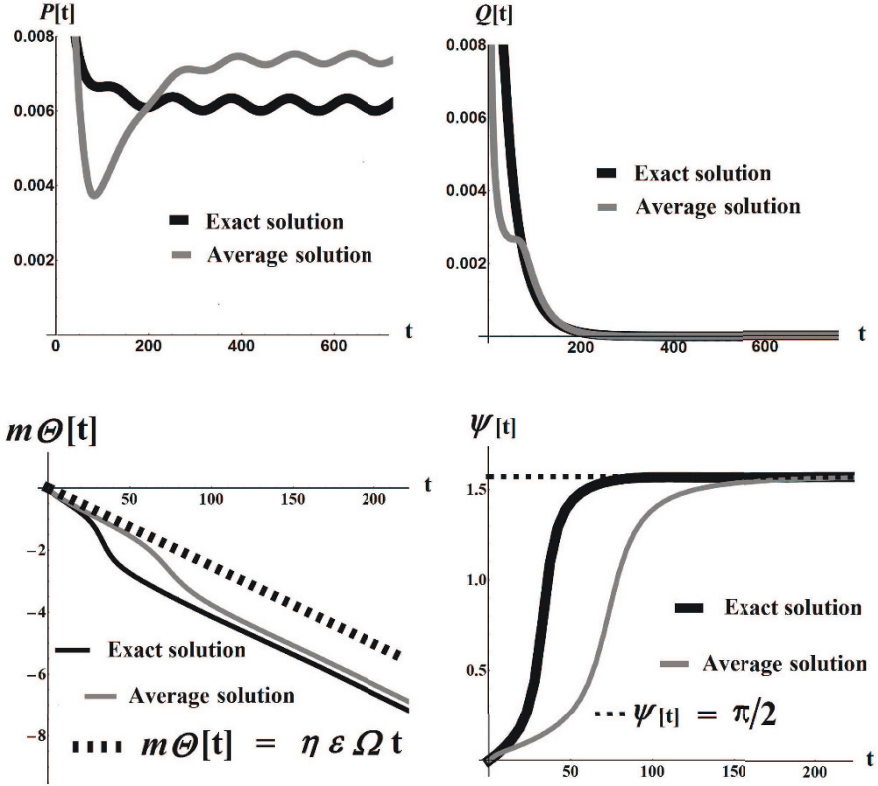 P[t]
0.008
0.006
0.004
0.002
Exact solution
Average solution
0
200
400
600
t
Q[t]
0.008
0.006
0.004
0.002
Exact solution
Average solution
200
400
600
t
mΘ[t]
50
100
150
200
t
-2
-4
-6
-8
Exact solution
Average solution
mΘ[t] = η ε Ω t
ψ[t]
1.5
1.0
0.5
Exact solution
Average solution
ψ[t] = π/2
50
100
150
200
t